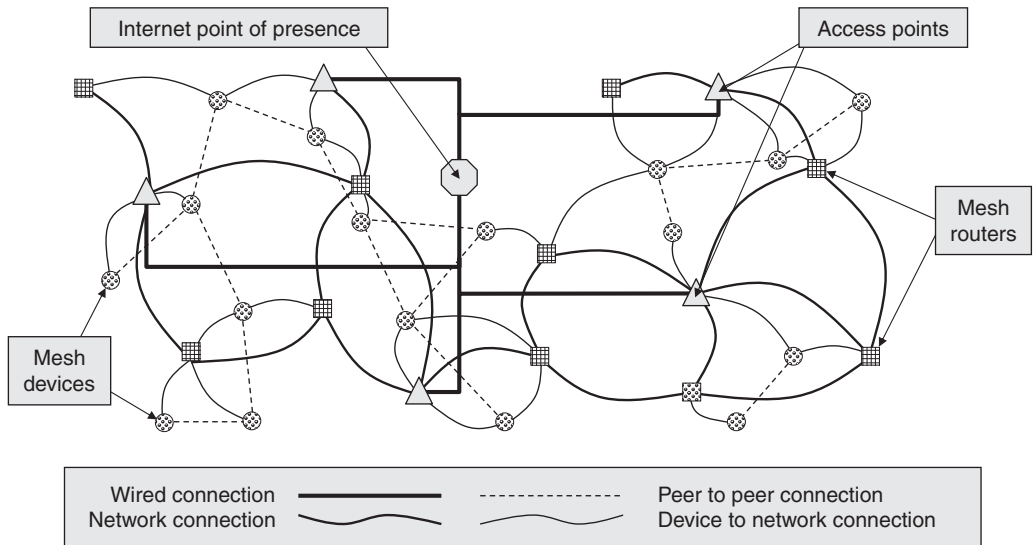 Internet point of presence
Access points
Mesh
routers
Mesh
devices
Wired connection
Peer to peer connection
Network connection
Device to network connection